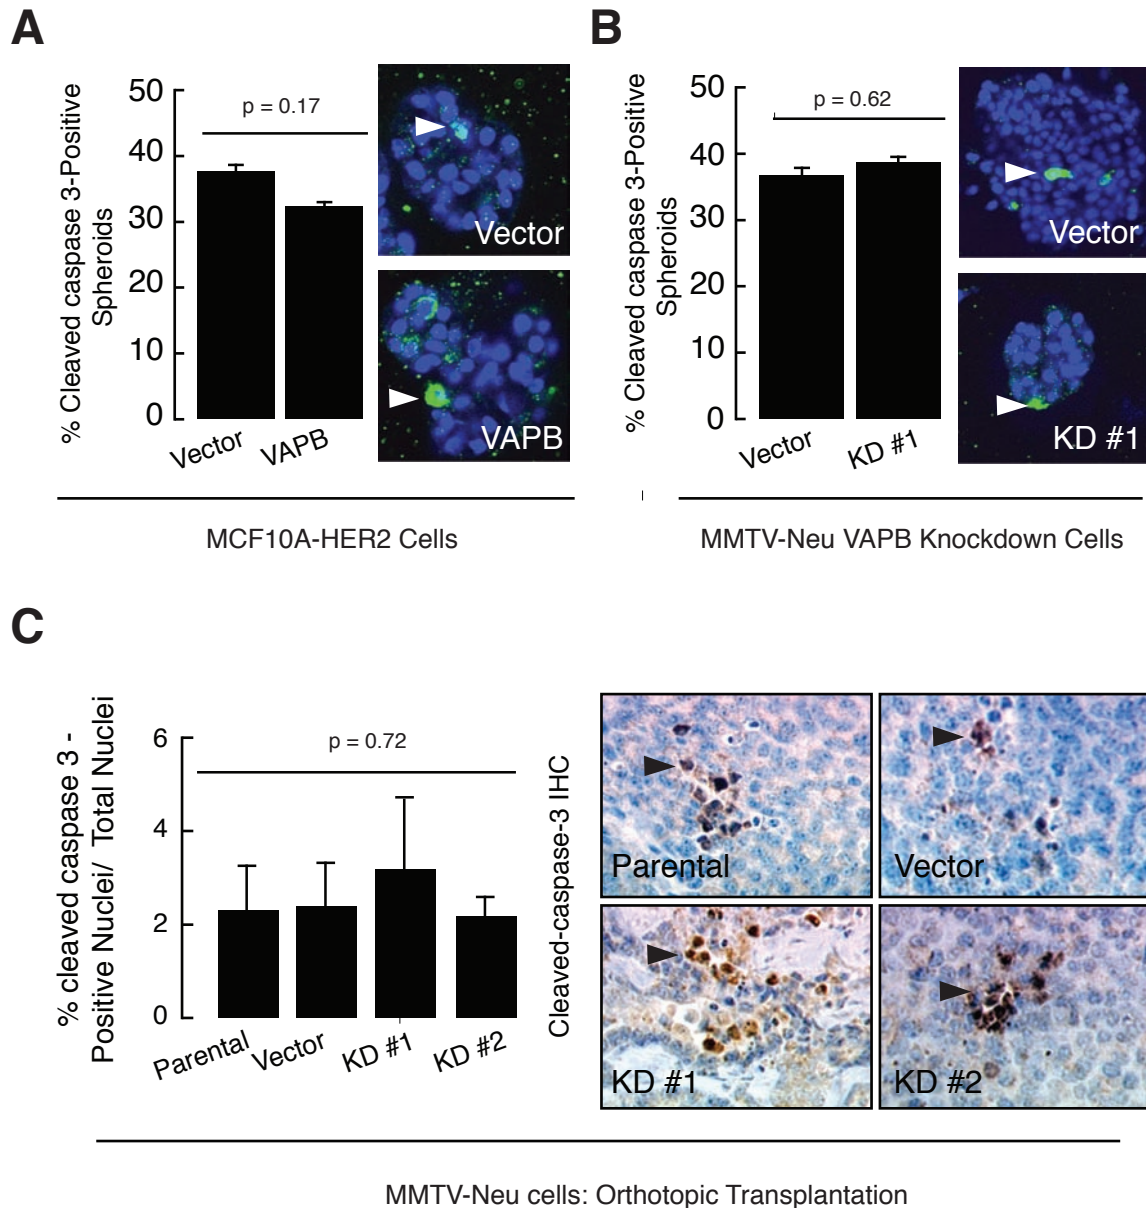 A
% Cleaved caspase 3-Positive
Spheroids
50
40
30
20
10
0
p = 0.17
Vector
VAPB
Vector
VAPB
MCF10A-HER2 Cells
B
% Cleaved caspase 3-Positive
Spheroids
50
40
30
20
10
0
p = 0.62
Vector
KD #1
Vector
KD #1
MMTV-Neu VAPB Knockdown Cells
C
% cleaved caspase 3 -
Positive Nuclei/ Total Nuclei
6
4
2
0
p = 0.72
Parental
Vector
KD #1
KD #2
Cleaved-caspase-3 IHC
Parental
Vector
KD #1
KD #2
MMTV-Neu cells: Orthotopic Transplantation